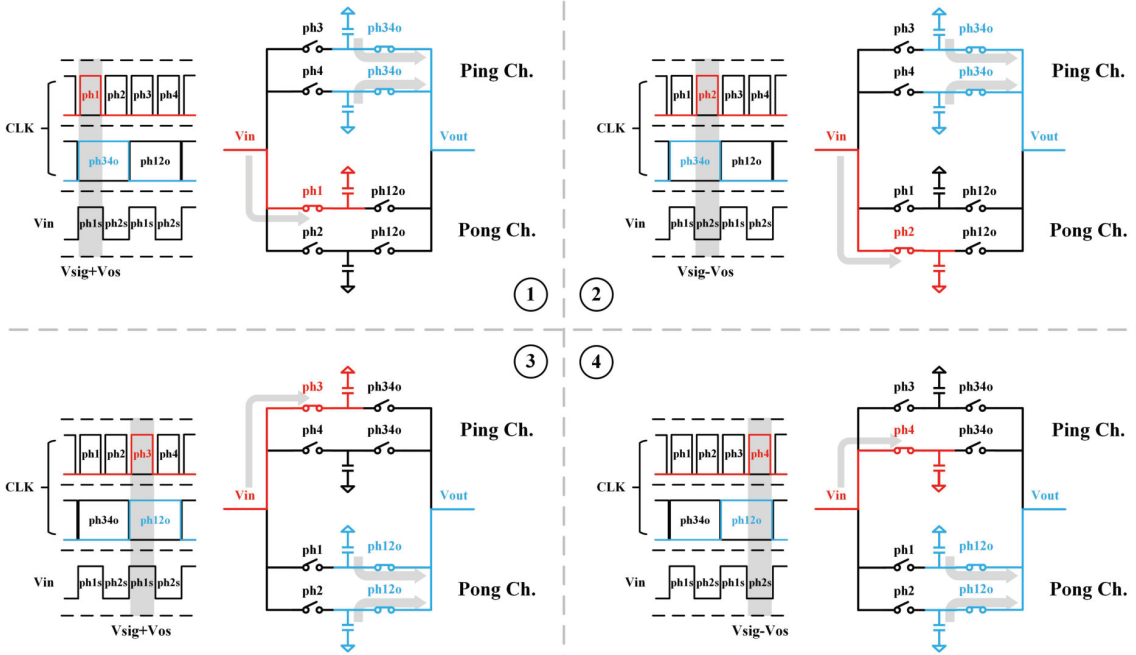 ph3 ph34o
Ping Ch.
ph4 ph34o
CLK
ph1 ph2 ph3 ph4
ph34o ph12o
Vin
ph1s ph2s ph1s ph2s
Vsig+Vos
Vin Vout
ph1 ph12o
Pong Ch.
ph2 ph12o
1
ph3 ph34o
Ping Ch.
ph4 ph34o
CLK
ph1 ph2 ph3 ph4
ph34o ph12o
Vin
ph1s ph2s ph1s ph2s
Vsig-Vos
Vin Vout
ph1 ph12o
Pong Ch.
ph2 ph12o
2
3
ph3 ph34o
Ping Ch.
ph4 ph34o
CLK
ph1 ph2 ph3 ph4
ph34o ph12o
Vin
ph1s ph2s ph1s ph2s
Vsig+Vos
Vin Vout
ph1 ph12o
Pong Ch.
ph2 ph12o
4
ph3 ph34o
Ping Ch.
ph4 ph34o
CLK
ph1 ph2 ph3 ph4
ph34o ph12o
Vin
ph1s ph2s ph1s ph2s
Vsig-Vos
Vin Vout
ph1 ph12o
Pong Ch.
ph2 ph12o